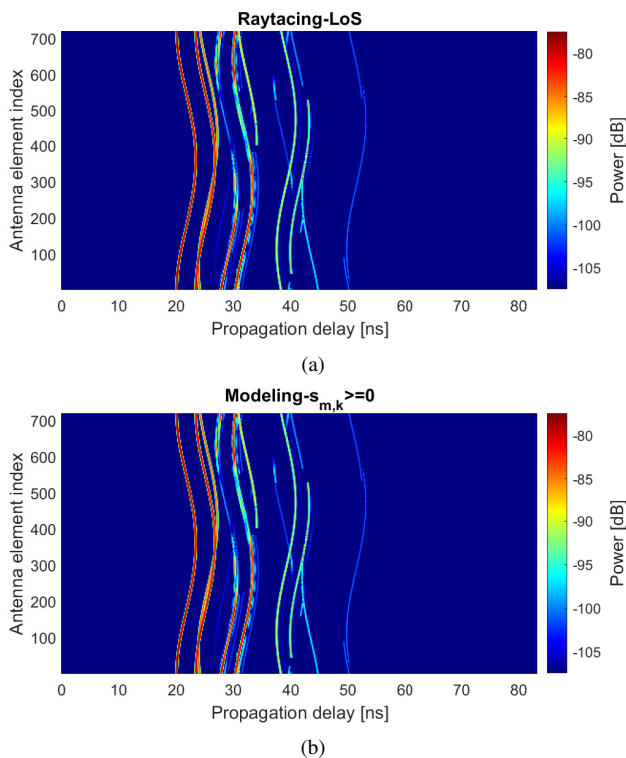 Raytacing-LoS
700
600
500
400
300
200
100
Antenna element index
0 10 20 30 40 50 60 70 80
Propagation delay [ns]
-80
-85
-90
-95
-100
-105
Power [dB]
(a)
Modeling-s_{m,k}>=0
700
600
500
400
300
200
100
Antenna element index
0 10 20 30 40 50 60 70 80
Propagation delay [ns]
-80
-85
-90
-95
-100
-105
Power [dB]
(b)